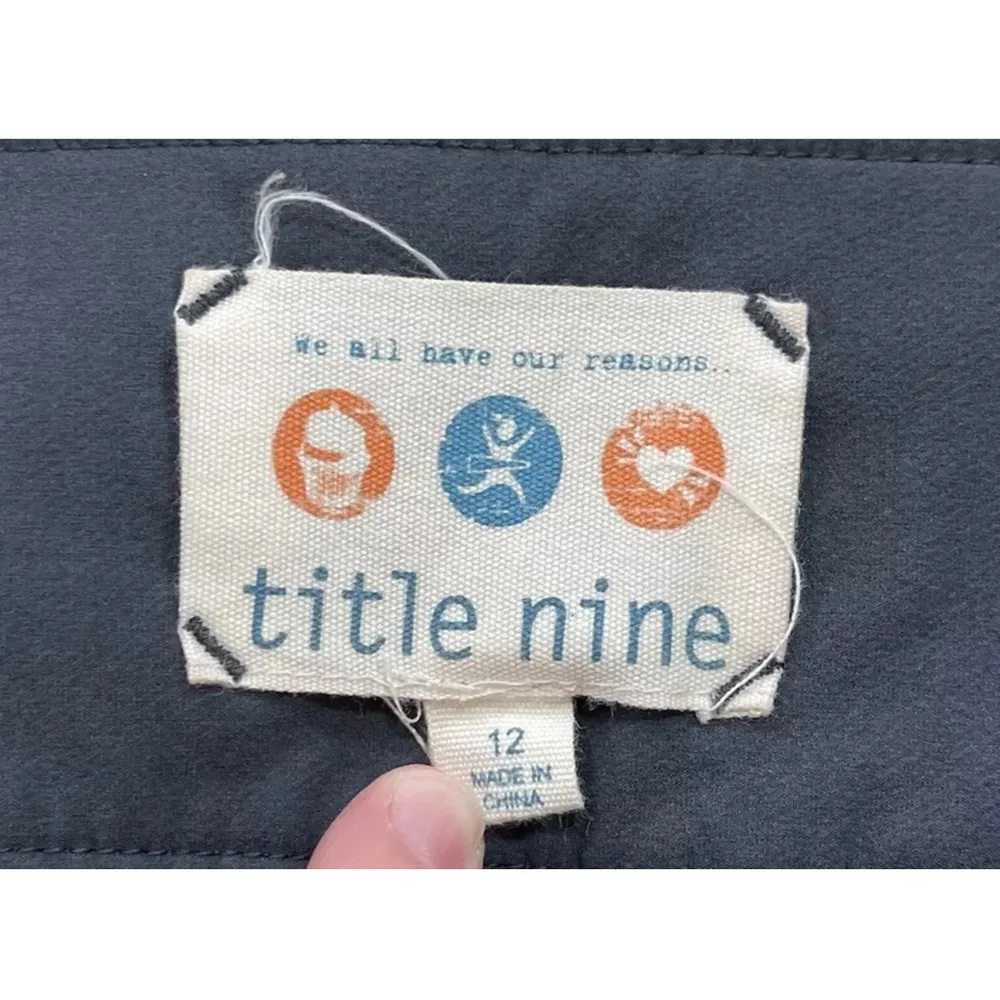 We all have our reasons..
title nine
12
MADE IN
CHINA